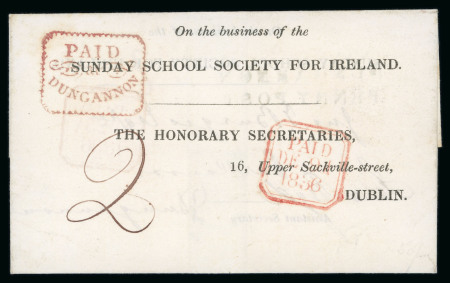 On the business of the
PAID
SUNDAY SCHOOL SOCIETY FOR IRELAND.
DUNGANNON
THE HONORARY SECRETARIES,
PAID
16, Upper Sackville-street,
1836
DUBLIN.
2